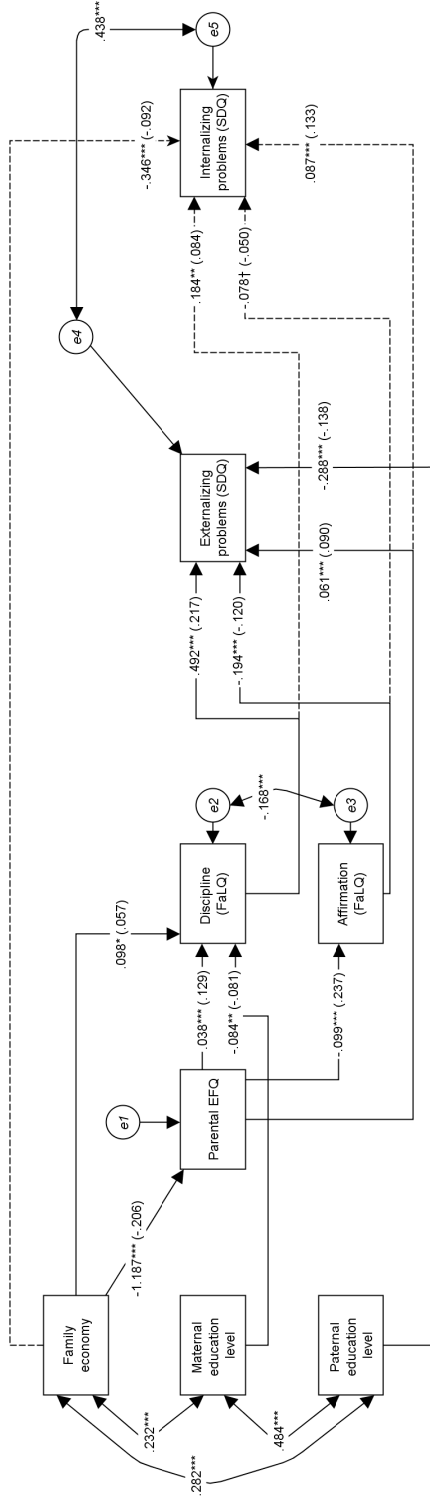 Family
economy
Maternal
education
level
Paternal
education
level
.232***
.484***
.282***
-1.187*** (-.206)
e1
Parental EFQ
.098* (.057)
.038*** (.129)
-.084** (-.081)
-.099*** (.237)
Discipline
(FaLQ)
Affirmation
(FaLQ)
e2
e3
-.168***
.492*** (.217)
-.194*** (-.120)
.061*** (.090)
-.288*** (-.138)
Externalizing
problems (SDQ)
e4
.438***
e5
-.346*** (-.092)
.184** (.084)
-.078† (-.050)
.087*** (.133)
Internalizing
problems (SDQ)